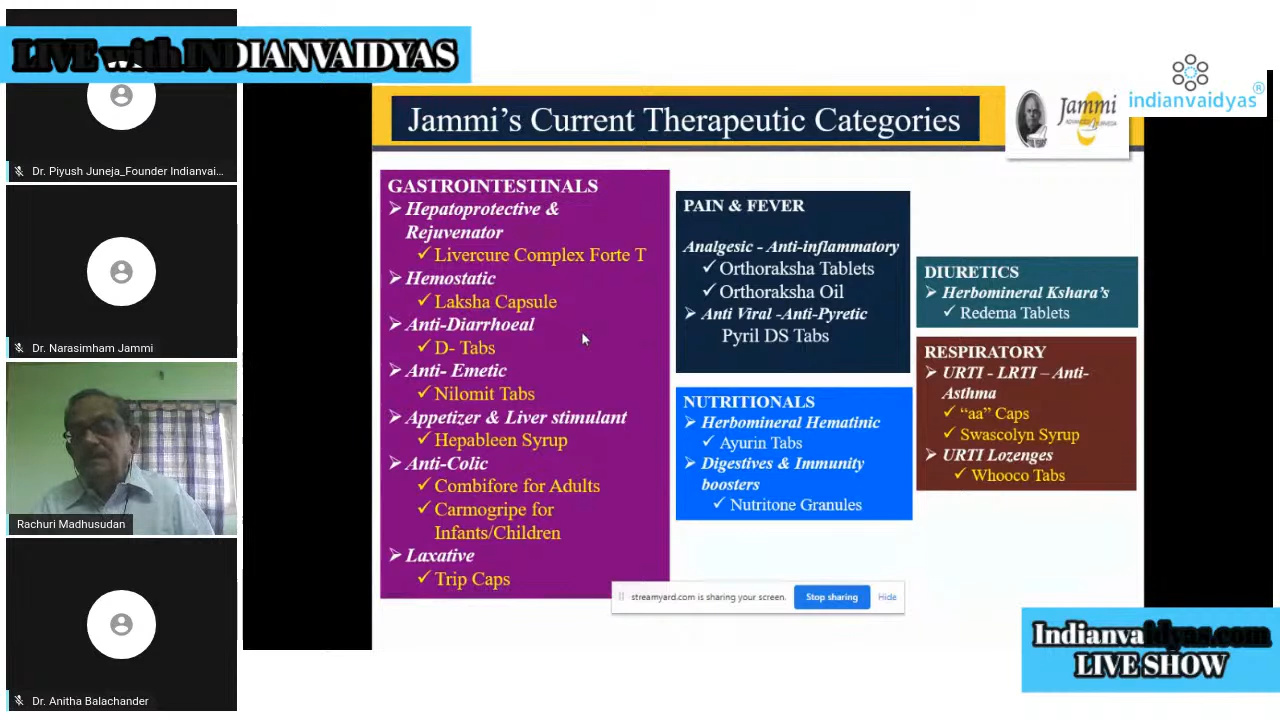 LIVE with INDIANVAIDYAS
Dr. Piyush Juneja_Founder Indianvai...
Dr. Narasimham Jammi
Rachuri Madhusudan
Dr. Anitha Balachander
Jammi's Current Therapeutic Categories
Jammi
indianvaidyas®
GASTROINTESTINALS
➢ Hepatoprotective &
Rejuvenator
✓ Livercure Complex Forte T
➢ Hemostatic
✓ Laksha Capsule
➢ Anti-Diarrhoeal
✓ D- Tabs
➢ Anti- Emetic
✓ Nilomit Tabs
➢ Appetizer & Liver stimulant
✓ Hepableen Syrup
➢ Anti-Colic
✓ Combifore for Adults
✓ Carmogripe for
Infants/Children
➢ Laxative
✓ Trip Caps
PAIN & FEVER
Analgesic - Anti-inflammatory
✓ Orthoraksha Tablets
✓ Orthoraksha Oil
➢ Anti Viral -Anti-Pyretic
Pyril DS Tabs
NUTRITIONALS
➢ Herbomineral Hematinic
✓ Ayurin Tabs
➢ Digestives & Immunity
boosters
✓ Nutritone Granules
DIURETICS
➢ Herbomineral Kshara's
✓ Redema Tablets
RESPIRATORY
➢ URTI - LRTI – Anti-
Asthma
✓ "aa" Caps
✓ Swascolyn Syrup
➢ URTI Lozenges
✓ Whooco Tabs
streamyard.com is sharing your screen.
Stop sharing
Hide
Indianvaidyas.com
LIVE SHOW